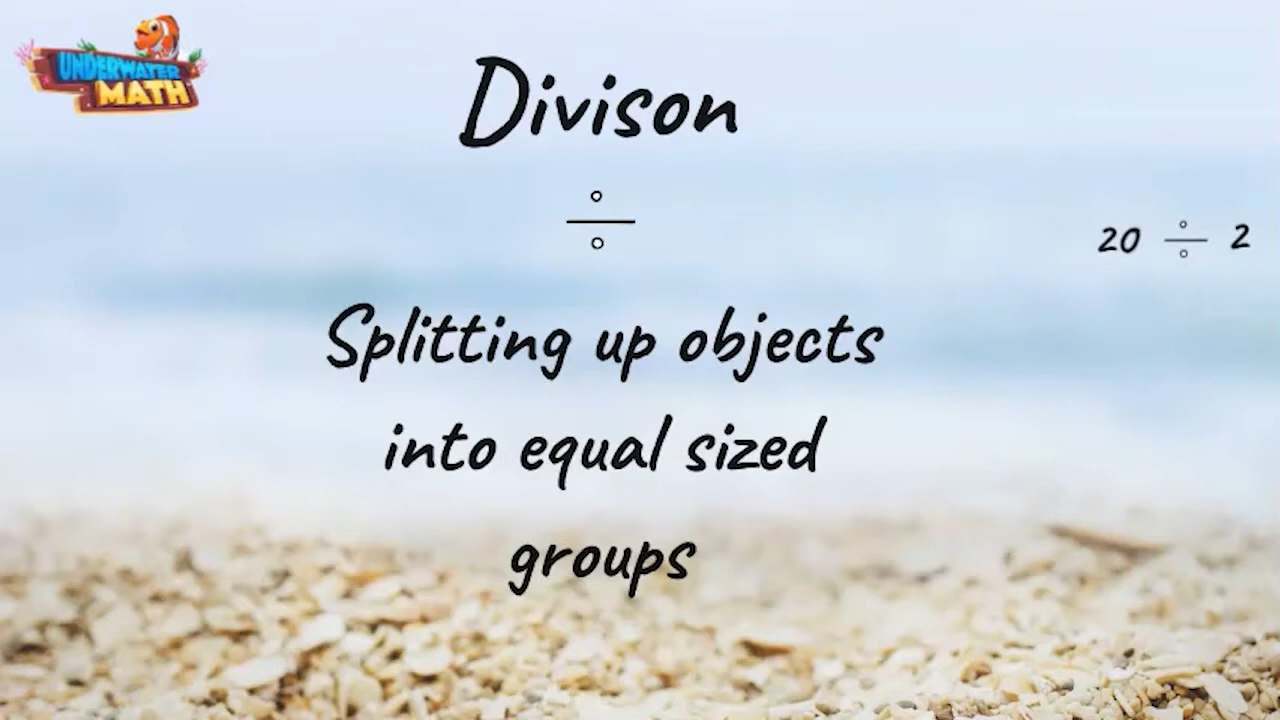 UNDERWATER
MATH
Divison
÷
20 ÷ 2
Splitting up objects
into equal sized
groups